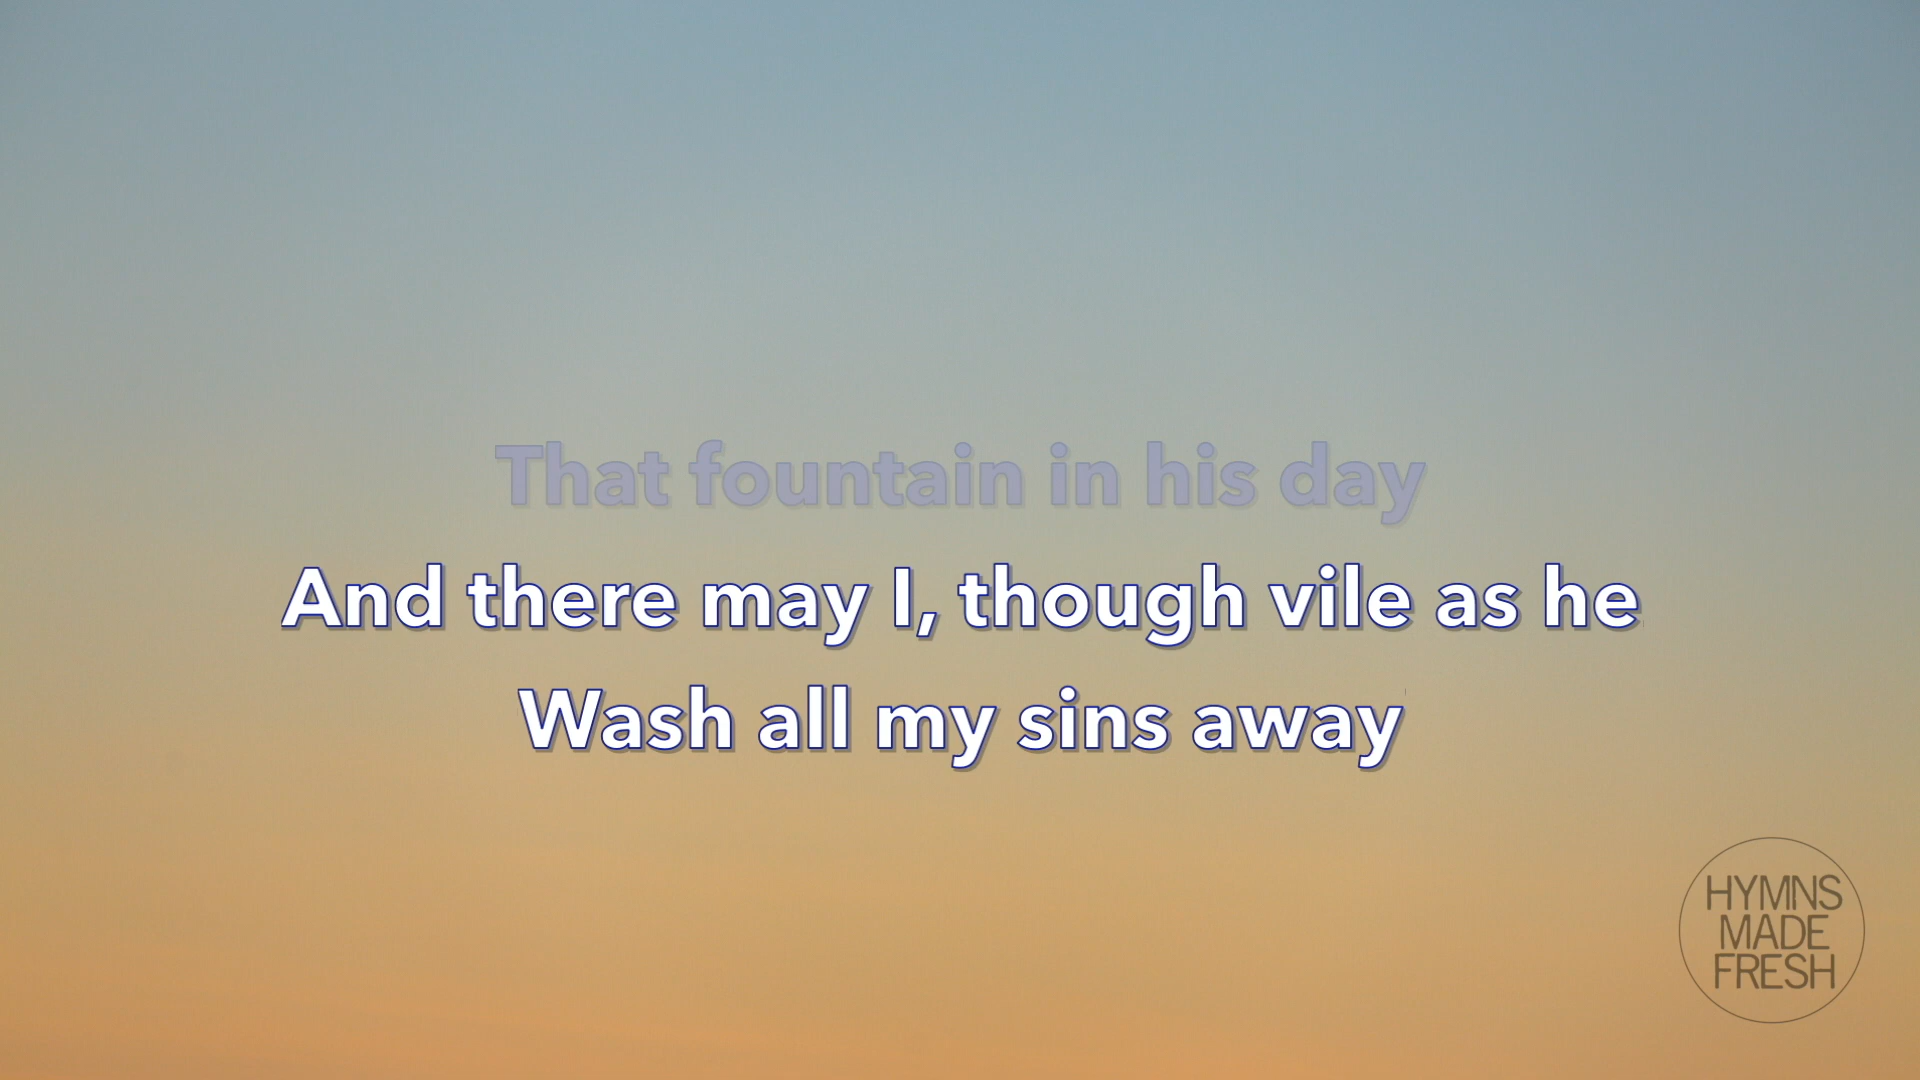 That fountain in his day
And there may I, though vile as he
Wash all my sins away
HYMNS
MADE
FRESH